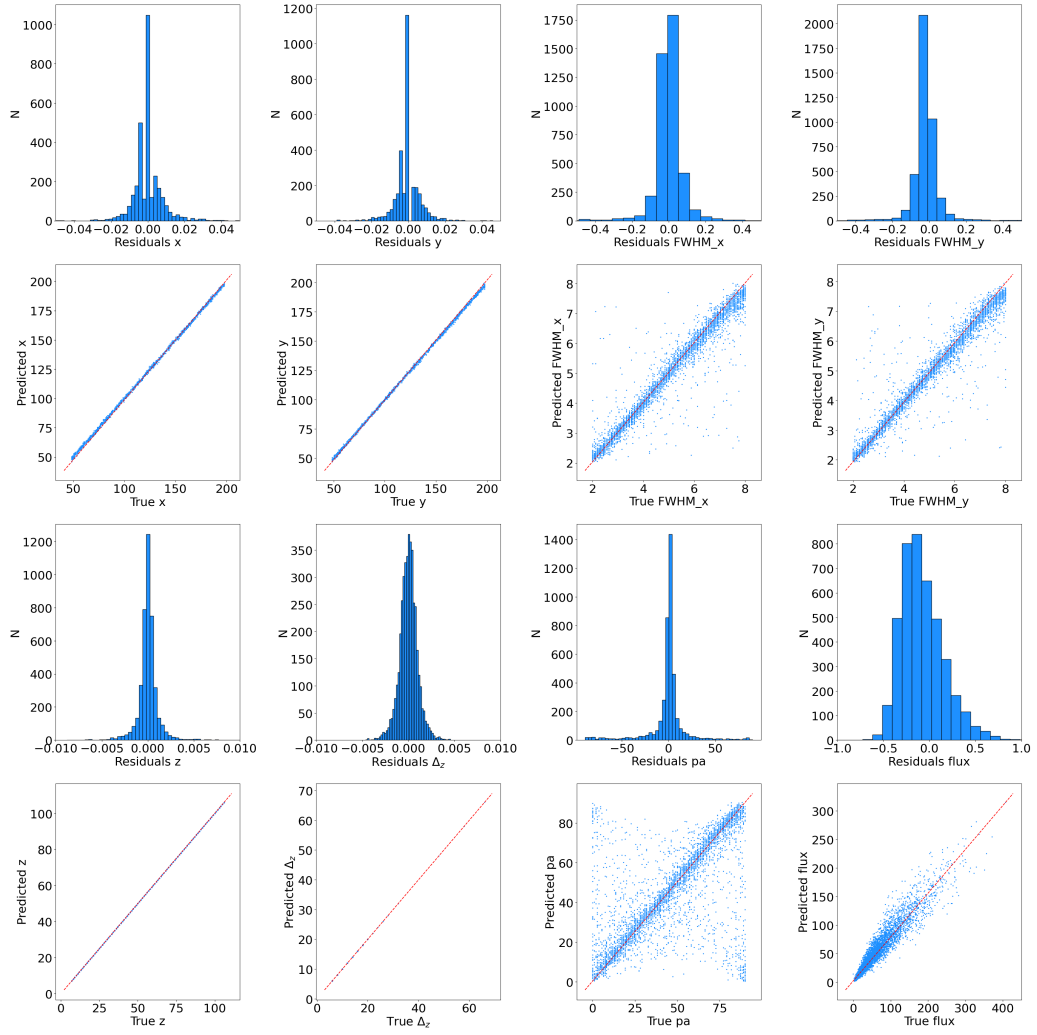 1000
800
600
400
200
0
N
−0.04 −0.02 0.00 0.02 0.04
Residuals x
1200
1000
800
600
400
200
0
N
−0.04 −0.02 0.00 0.02 0.04
Residuals y
1750
1500
1250
1000
750
500
250
0
N
−0.4 −0.2 0.0 0.2 0.4
Residuals FWHM_x
2000
1750
1500
1250
1000
750
500
250
0
N
−0.4 −0.2 0.0 0.2 0.4
Residuals FWHM_y
200
175
150
125
100
75
50
Predicted x
50 100 150 200
True x
200
175
150
125
100
75
50
Predicted y
50 100 150 200
True y
8
7
6
5
4
3
2
Predicted FWHM_x
2 4 6 8
True FWHM_x
8
7
6
5
4
3
2
Predicted FWHM_y
2 4 6 8
True FWHM_y
1200
1000
800
600
400
200
0
N
−0.010 −0.005 0.000 0.005 0.010
Residuals z
350
300
250
200
150
100
50
0
N
−0.010 −0.005 0.000 0.005 0.010
Residuals Δz
1400
1200
1000
800
600
400
200
0
N
−50 0 50
Residuals pa
800
700
600
500
400
300
200
100
0
N
−1.0 −0.5 0.0 0.5 1.0
Residuals flux
100
80
60
40
20
0
Predicted z
0 25 50 75 100
True z
70
60
50
40
30
20
10
0
Predicted Δz
0 20 40 60
True Δz
80
60
40
20
0
Predicted pa
0 25 50 75
True pa
300
250
200
150
100
50
0
Predicted flux
0 100 200 300 400
True flux